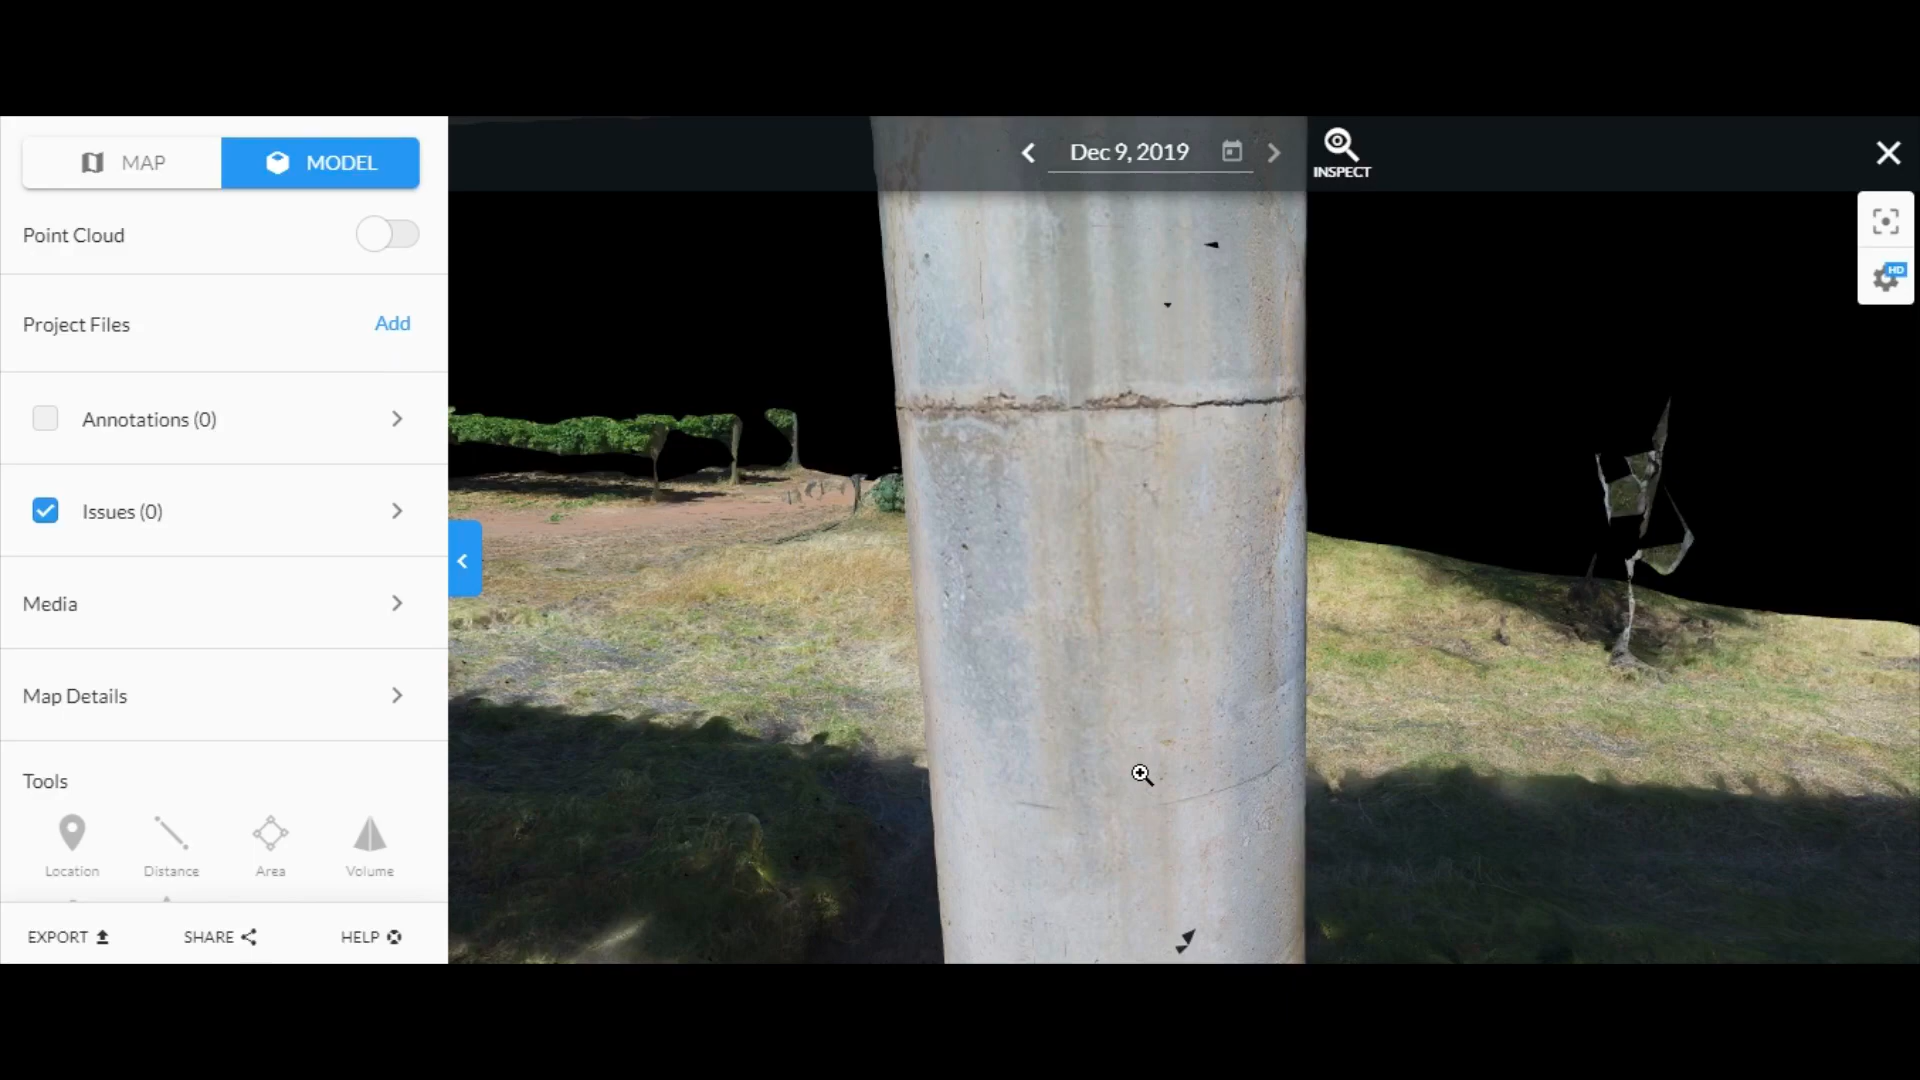 MAP
MODEL
Dec 9, 2019
INSPECT
Point Cloud
HD
Project Files
Add
Annotations (0)
Issues (0)
Media
Map Details
Tools
Location
Distance
Area
Volume
EXPORT
SHARE
HELP